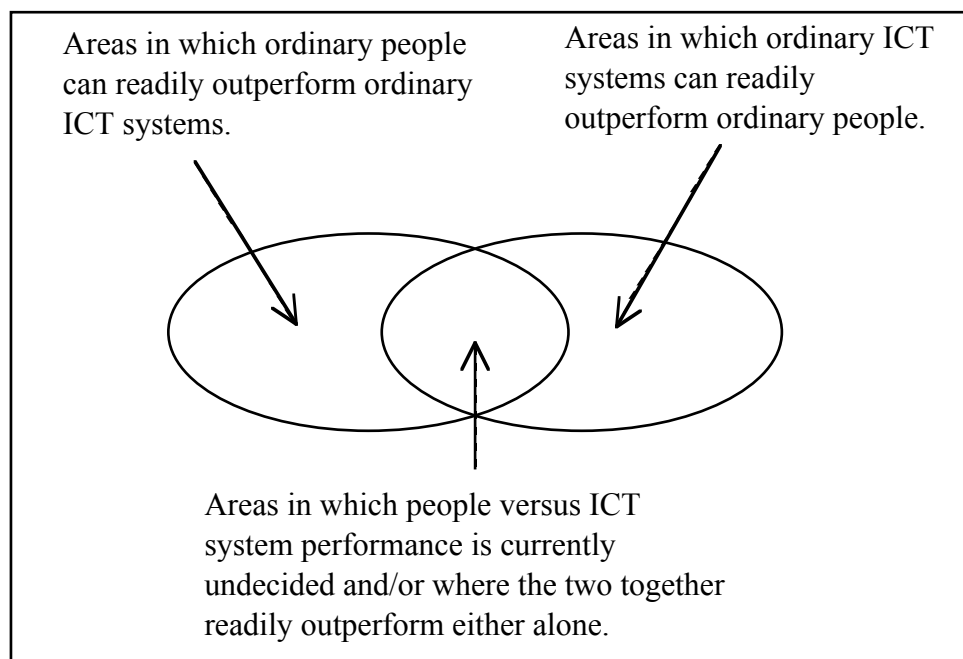 Areas in which ordinary people
can readily outperform ordinary
ICT systems.
Areas in which ordinary ICT
systems can readily
outperform ordinary people.
Areas in which people versus ICT
system performance is currently
undecided and/or where the two together
readily outperform either alone.